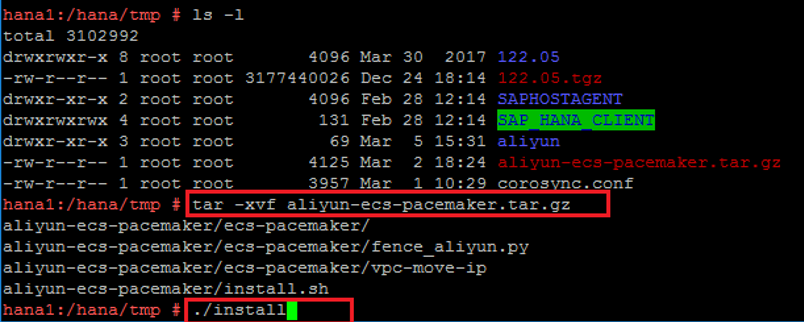 hana1:/hana/tmp # ls -l
total 3102992
drwxrwxr-x 8 root root 4096 Mar 30 2017 122.05
-rw-r--r-- 1 root root 3177440026 Dec 24 18:14 122.05.tgz
drwxr-xr-x 2 root root 4096 Feb 28 12:14 SAPHOSTAGENT
drwxrwxrwx 4 root root 131 Feb 28 12:14 SAP_HANA_CLIENT
drwxr-xr-x 3 root root 69 Mar 5 15:31 aliyun
-rw-r--r-- 1 root root 4125 Mar 2 18:24 aliyun-ecs-pacemaker.tar.gz
-rw-r--r-- 1 root root 3957 Mar 1 10:29 corosync.conf
hana1:/hana/tmp # tar -xvf aliyun-ecs-pacemaker.tar.gz
aliyun-ecs-pacemaker/ecs-pacemaker/
aliyun-ecs-pacemaker/ecs-pacemaker/fence_aliyun.py
aliyun-ecs-pacemaker/ecs-pacemaker/vpc-move-ip
aliyun-ecs-pacemaker/install.sh
hana1:/hana/tmp # ./install